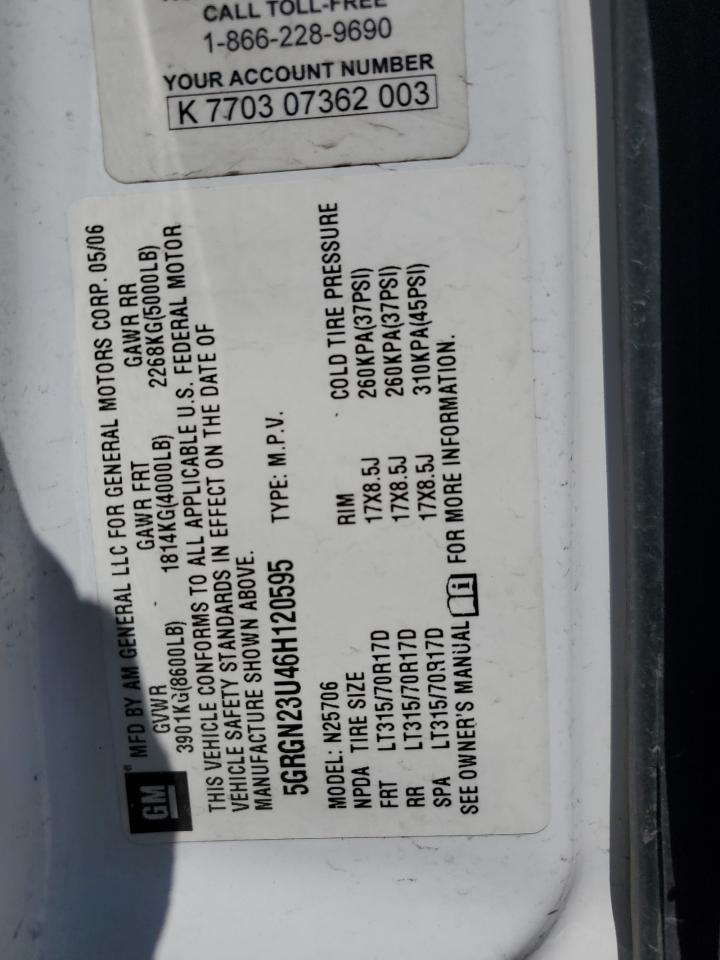 CALL TOLL-FREE
1-866-228-9690
YOUR ACCOUNT NUMBER
K 7703 07362 003
GM
MFD BY AM GENERAL LLC FOR GENERAL MOTORS CORP. 05/06
GVWR GAWR FRT GAWR RR
3901KG(8600LB) 1814KG(4000LB) 2268KG(5000LB)
THIS VEHICLE CONFORMS TO ALL APPLICABLE U.S. FEDERAL MOTOR
VEHICLE SAFETY STANDARDS IN EFFECT ON THE DATE OF
MANUFACTURE SHOWN ABOVE.
5GRGN23U46H120595 TYPE: M.P.V.
MODEL: N25706
NPDA TIRE SIZE RIM COLD TIRE PRESSURE
FRT LT315/70R17D 17X8.5J 260KPA(37PSI)
RR LT315/70R17D 17X8.5J 260KPA(37PSI)
SPA LT315/70R17D 17X8.5J 310KPA(45PSI)
SEE OWNER'S MANUAL i FOR MORE INFORMATION.